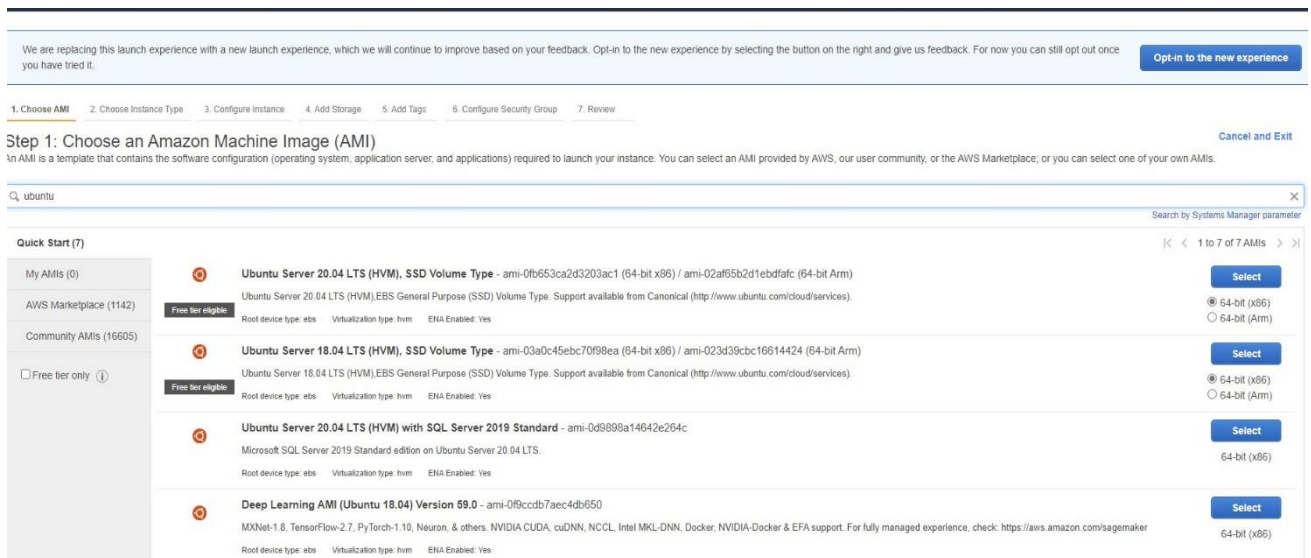 We are replacing this launch experience with a new launch experience, which we will continue to improve based on your feedback. Opt-in to the new experience by selecting the button on the right and give us feedback. For now you can still opt out once
you have tried it.
Opt-in to the new experience
1. Choose AMI 2. Choose Instance Type 3. Configure Instance 4. Add Storage 5. Add Tags 6. Configure Security Group 7. Review
Step 1: Choose an Amazon Machine Image (AMI)
Cancel and Exit
An AMI is a template that contains the software configuration (operating system, application server, and applications) required to launch your instance. You can select an AMI provided by AWS, our user community, or the AWS Marketplace; or you can select one of your own AMIs.
ubuntu
Search by Systems Manager parameter
Quick Start (7)
1 to 7 of 7 AMIs
My AMIs (0)
AWS Marketplace (1142)
Community AMIs (16605)
Free tier only
Ubuntu Server 20.04 LTS (HVM), SSD Volume Type - ami-0fb653ca2d3203ac1 (64-bit x86) / ami-02af65b2d1ebdfafc (64-bit Arm)
Free tier eligible
Ubuntu Server 20.04 LTS (HVM),EBS General Purpose (SSD) Volume Type. Support available from Canonical (http://www.ubuntu.com/cloud/services).
Root device type: ebs Virtualization type: hvm ENA Enabled: Yes
Select
64-bit (x86)
64-bit (Arm)
Ubuntu Server 18.04 LTS (HVM), SSD Volume Type - ami-03a0c45ebc70f98ea (64-bit x86) / ami-023d39cbc16614424 (64-bit Arm)
Free tier eligible
Ubuntu Server 18.04 LTS (HVM),EBS General Purpose (SSD) Volume Type. Support available from Canonical (http://www.ubuntu.com/cloud/services).
Root device type: ebs Virtualization type: hvm ENA Enabled: Yes
Select
64-bit (x86)
64-bit (Arm)
Ubuntu Server 20.04 LTS (HVM) with SQL Server 2019 Standard - ami-0d9898a14642e264c
Microsoft SQL Server 2019 Standard edition on Ubuntu Server 20.04 LTS.
Root device type: ebs Virtualization type: hvm ENA Enabled: Yes
Select
64-bit (x86)
Deep Learning AMI (Ubuntu 18.04) Version 59.0 - ami-0f9ccdb7aec4db650
MXNet-1.8, TensorFlow-2.7, PyTorch-1.10, Neuron, & others. NVIDIA CUDA, cuDNN, NCCL, Intel MKL-DNN, Docker, NVIDIA-Docker & EFA support. For fully managed experience, check: https://aws.amazon.com/sagemaker
Root device type: ebs Virtualization type: hvm ENA Enabled: Yes
Select
64-bit (x86)